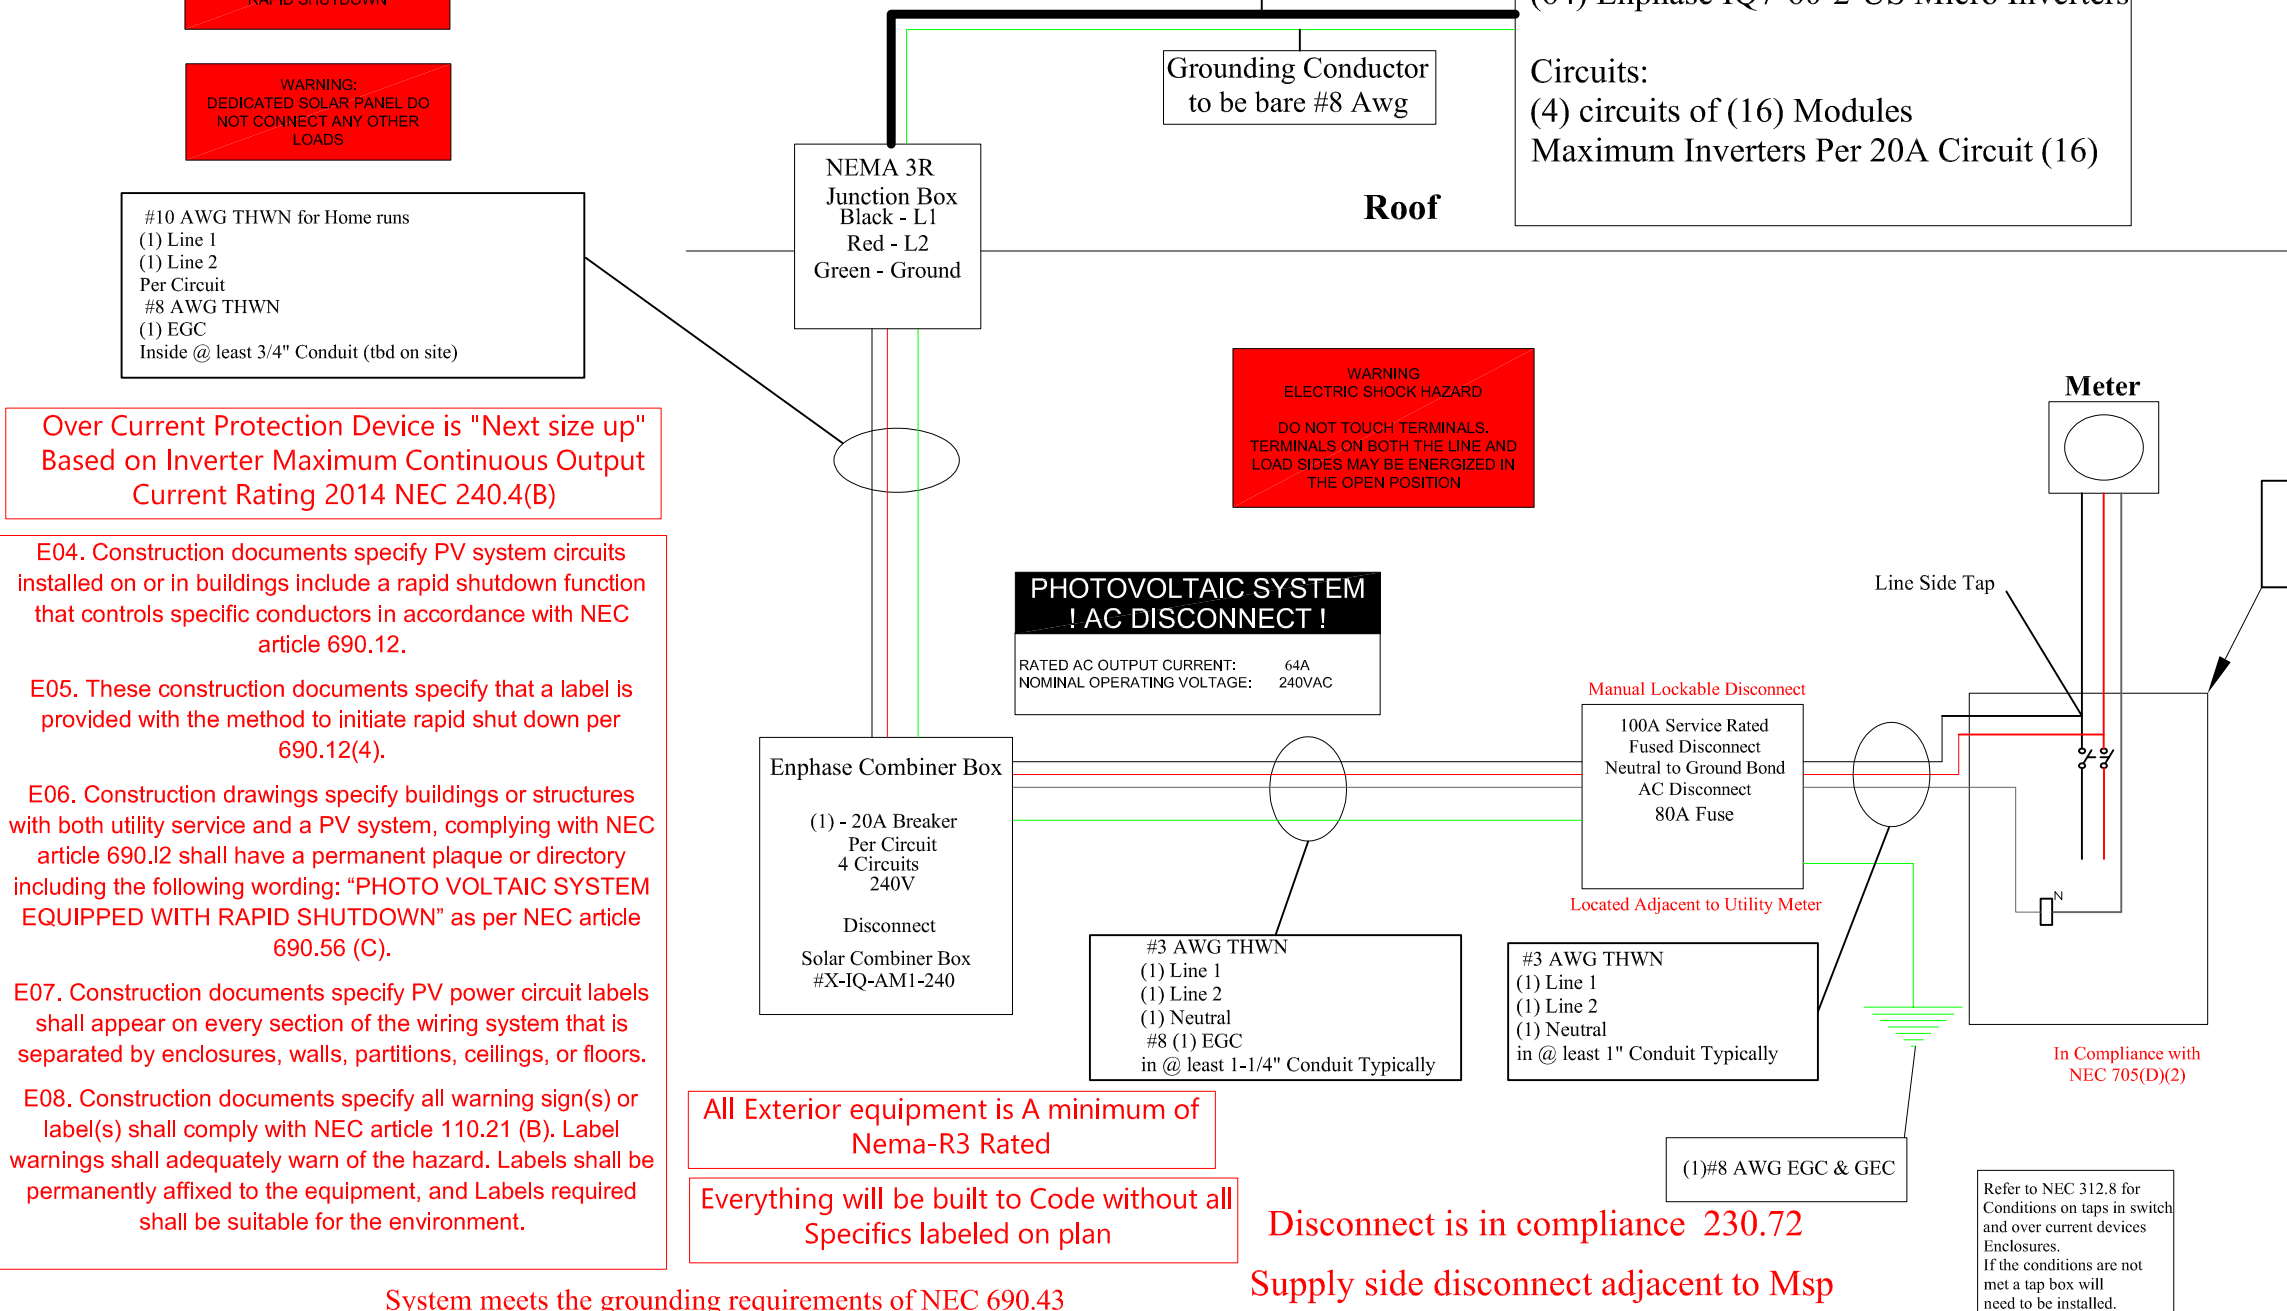 RAPID SHUTDOWN
WARNING:
DEDICATED SOLAR PANEL DO
NOT CONNECT ANY OTHER
LOADS
#10 AWG THWN for Home runs
(1) Line 1
(1) Line 2
Per Circuit
#8 AWG THWN
(1) EGC
Inside @ least 3/4" Conduit (tbd on site)
Over Current Protection Device is "Next size up"
Based on Inverter Maximum Continuous Output
Current Rating 2014 NEC 240.4(B)
E04. Construction documents specify PV system circuits
installed on or in buildings include a rapid shutdown function
that controls specific conductors in accordance with NEC
article 690.12.
E05. These construction documents specify that a label is
provided with the method to initiate rapid shut down per
690.12(4).
E06. Construction drawings specify buildings or structures
with both utility service and a PV system, complying with NEC
article 690.l2 shall have a permanent plaque or directory
including the following wording: “PHOTO VOLTAIC SYSTEM
EQUIPPED WITH RAPID SHUTDOWN” as per NEC article
690.56 (C).
E07. Construction documents specify PV power circuit labels
shall appear on every section of the wiring system that is
separated by enclosures, walls, partitions, ceilings, or floors.
E08. Construction documents specify all warning sign(s) or
label(s) shall comply with NEC article 110.21 (B). Label
warnings shall adequately warn of the hazard. Labels shall be
permanently affixed to the equipment, and Labels required
shall be suitable for the environment.
Grounding Conductor
to be bare #8 Awg
(64) Enphase IQ7-60-2-US Micro Inverters
Circuits:
(4) circuits of (16) Modules
Maximum Inverters Per 20A Circuit (16)
NEMA 3R
Junction Box
Black - L1
Red - L2
Green - Ground
Roof
WARNING
ELECTRIC SHOCK HAZARD
DO NOT TOUCH TERMINALS.
TERMINALS ON BOTH THE LINE AND
LOAD SIDES MAY BE ENERGIZED IN
THE OPEN POSITION
Meter
Line Side Tap
PHOTOVOLTAIC SYSTEM
! AC DISCONNECT !
RATED AC OUTPUT CURRENT: 64A
NOMINAL OPERATING VOLTAGE: 240VAC
Manual Lockable Disconnect
100A Service Rated
Fused Disconnect
Neutral to Ground Bond
AC Disconnect
80A Fuse
Located Adjacent to Utility Meter
Enphase Combiner Box
(1) - 20A Breaker
Per Circuit
4 Circuits
240V
Disconnect
Solar Combiner Box
#X-IQ-AM1-240
N
#3 AWG THWN
(1) Line 1
(1) Line 2
(1) Neutral
#8 (1) EGC
in @ least 1-1/4" Conduit Typically
#3 AWG THWN
(1) Line 1
(1) Line 2
(1) Neutral
in @ least 1" Conduit Typically
In Compliance with
NEC 705(D)(2)
All Exterior equipment is A minimum of
Nema-R3 Rated
(1)#8 AWG EGC & GEC
Everything will be built to Code without all
Specifics labeled on plan
Disconnect is in compliance 230.72
Supply side disconnect adjacent to Msp
Refer to NEC 312.8 for
Conditions on taps in switch
and over current devices
Enclosures.
If the conditions are not
met a tap box will
need to be installed.
System meets the grounding requirements of NEC 690.43